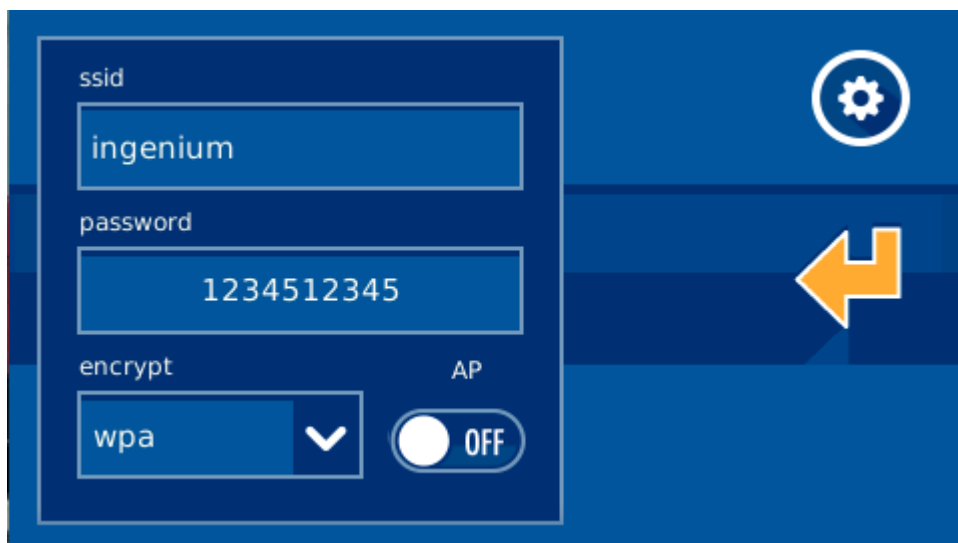 ssid
ingenium
password
1234512345
encrypt
AP
wpa
OFF